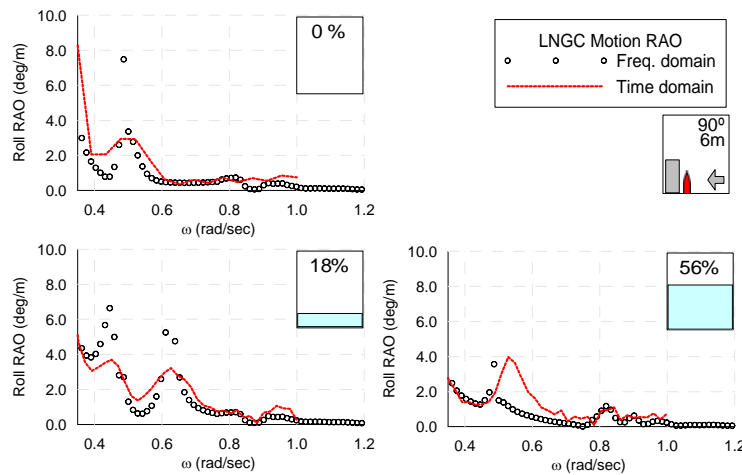 10.0
8.0
6.0
4.0
2.0
0.0
Roll RAO (deg/m)
0 %
0.4 0.6 0.8 1.0 1.2
ω (rad/sec)
LNGC Motion RAO
Freq. domain
Time domain
90º
6m
10.0
8.0
6.0
4.0
2.0
0.0
Roll RAO (deg/m)
18%
0.4 0.6 0.8 1.0 1.2
ω (rad/sec)
10.0
8.0
6.0
4.0
2.0
0.0
Roll RAO (deg/m)
56%
0.4 0.6 0.8 1.0 1.2
ω (rad/sec)